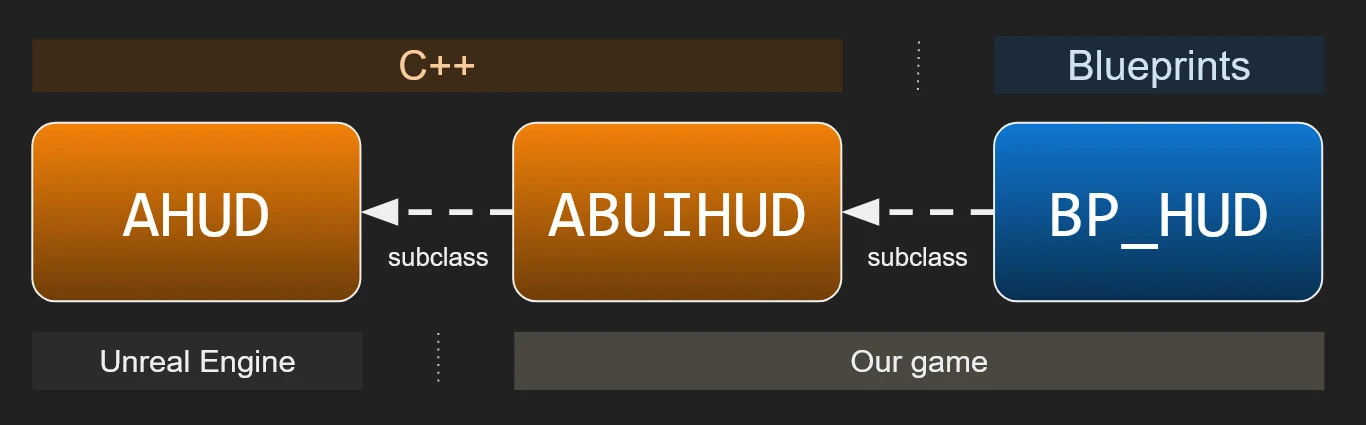 C++
Blueprints
AHUD
ABUIHUD
BP_HUD
subclass
subclass
Unreal Engine
Our game